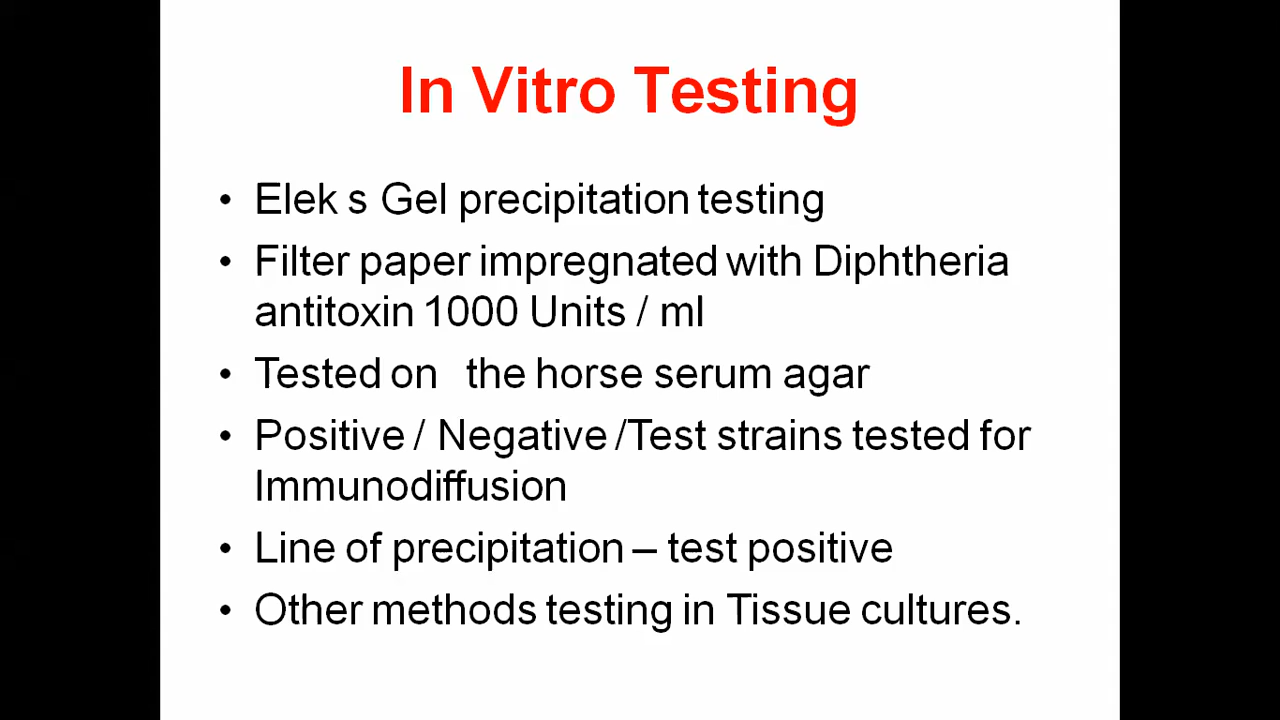 In Vitro Testing
• Elek s Gel precipitation testing
• Filter paper impregnated with Diphtheria
antitoxin 1000 Units / ml
• Tested on the horse serum agar
• Positive / Negative /Test strains tested for
Immunodiffusion
• Line of precipitation – test positive
• Other methods testing in Tissue cultures.